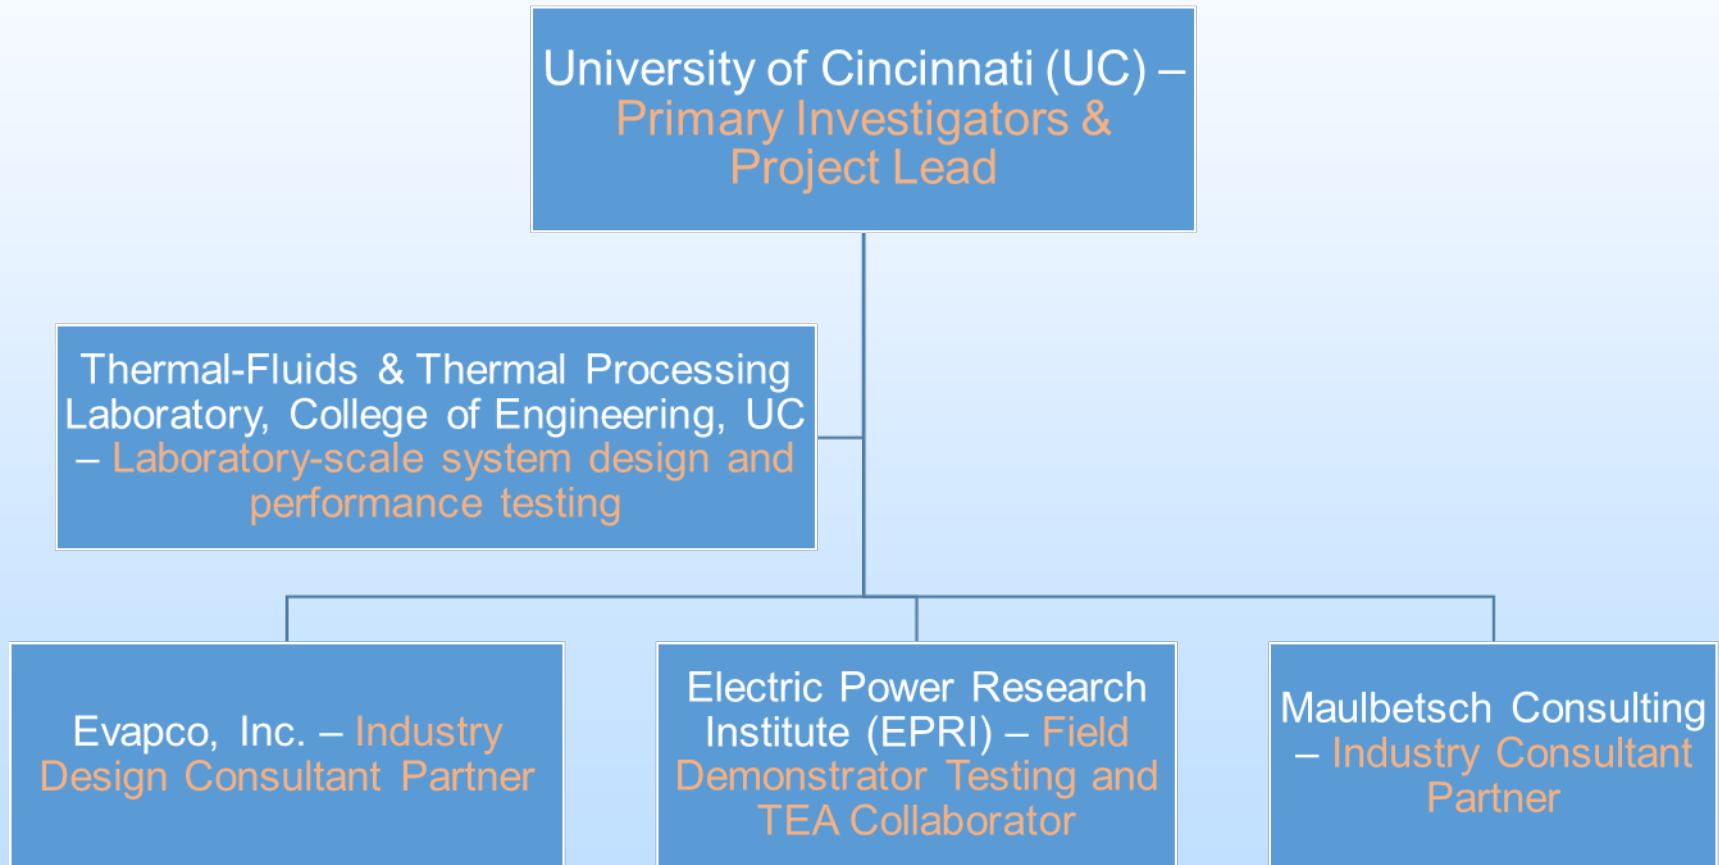 University of Cincinnati (UC) –
Primary Investigators &
Project Lead
Thermal-Fluids & Thermal Processing
Laboratory, College of Engineering, UC
– Laboratory-scale system design and
performance testing
Evapco, Inc. – Industry
Design Consultant Partner
Electric Power Research
Institute (EPRI) – Field
Demonstrator Testing and
TEA Collaborator
Maulbetsch Consulting
– Industry Consultant
Partner